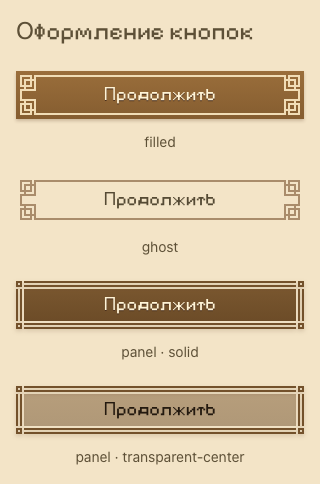 Оформление кнопок
Продолжить
filled
Продолжить
ghost
Продолжить
panel · solid
Продолжить
panel · transparent-center